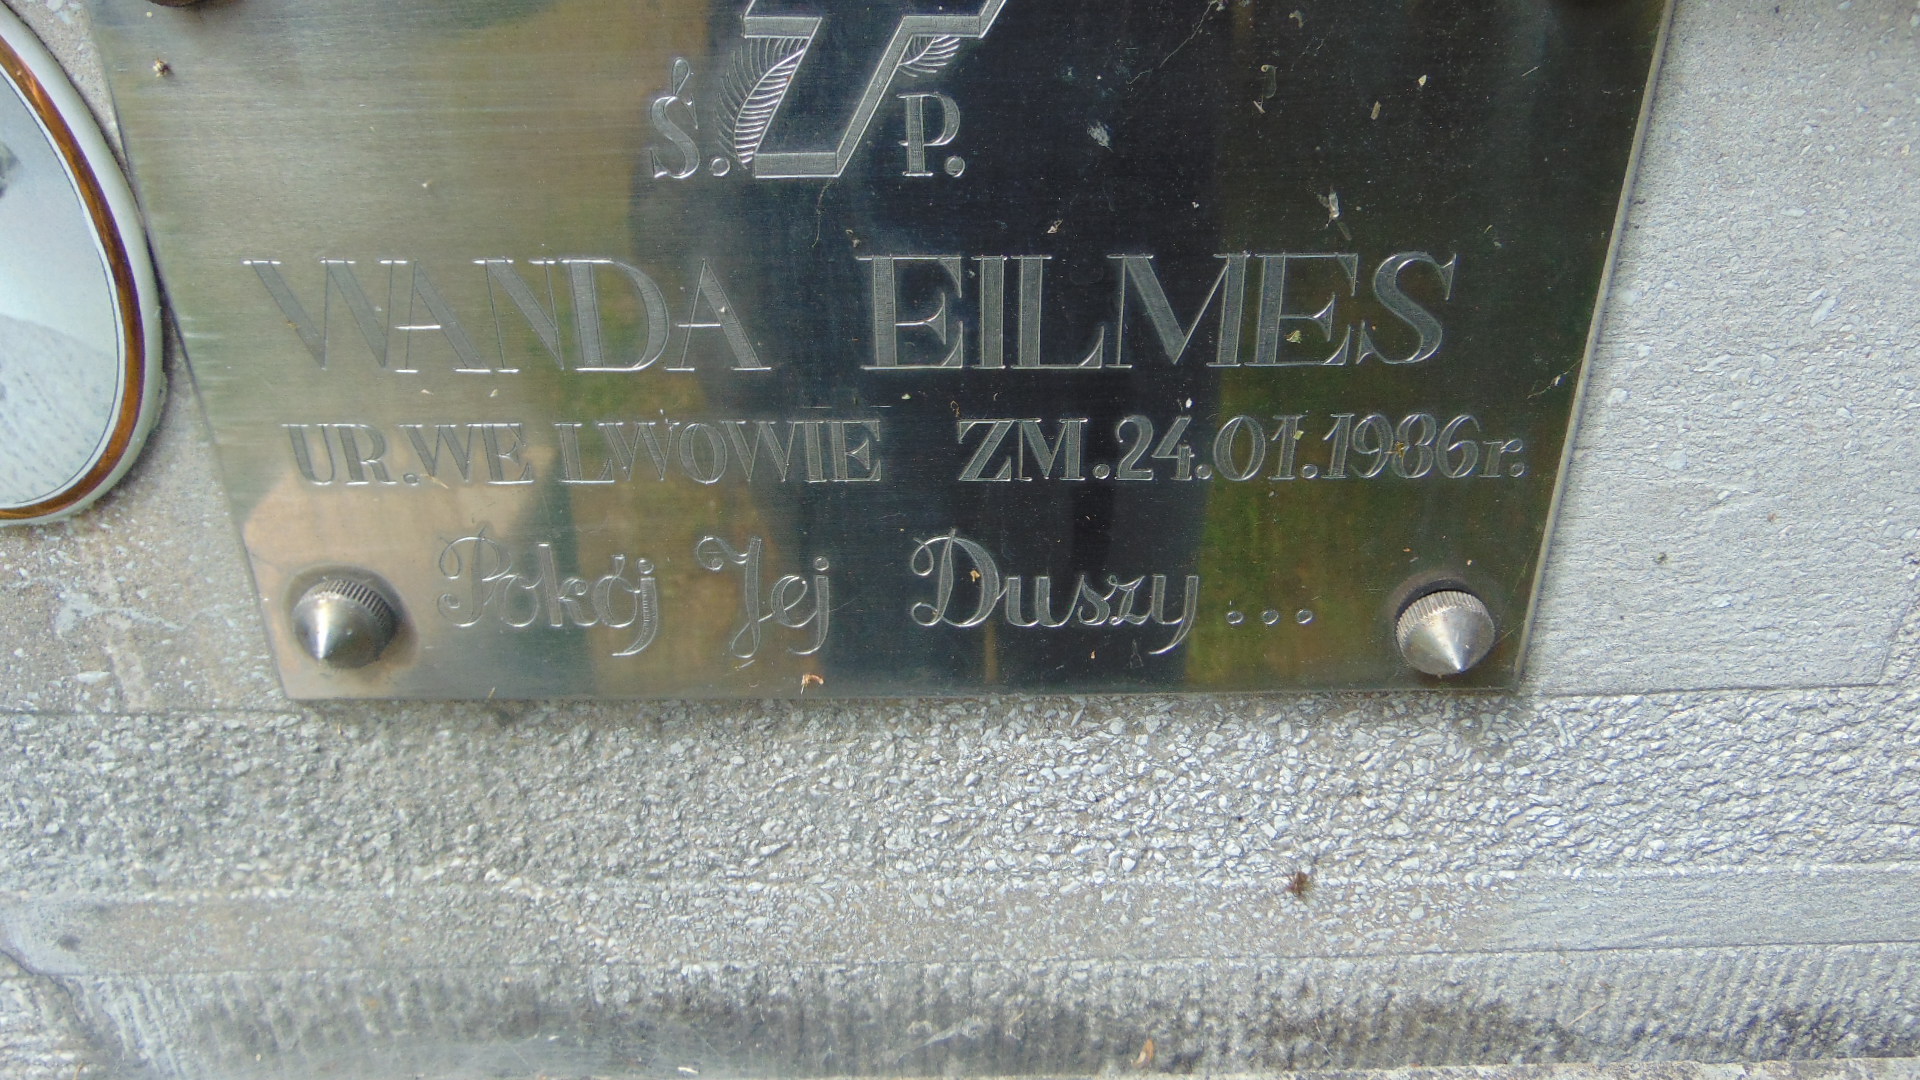 Ś. P.
WANDA EILMES
UR. WE LWOWIE ZM. 24.01.1986r.
Pokój Jej Duszy...